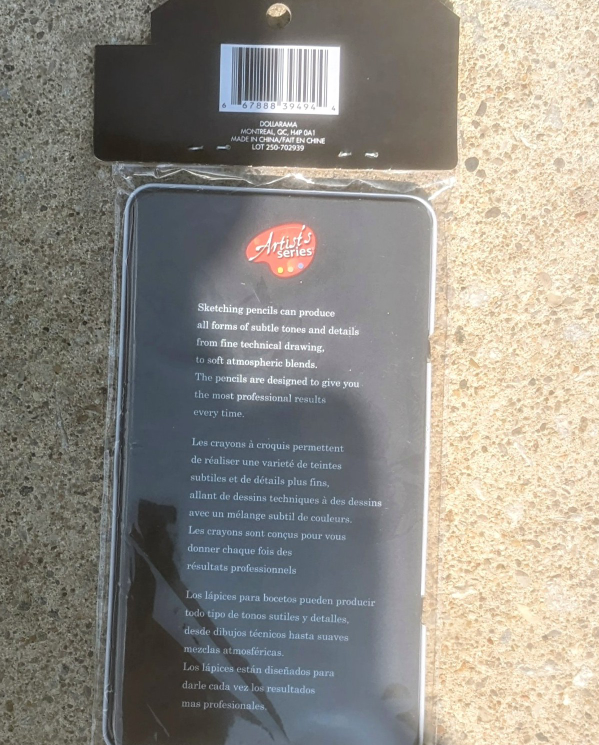 6 67888 39494 4
DOLLARAMA
MONTREAL, QC, H4P 0A1
MADE IN CHINA/FAIT EN CHINE
LOT 250-702939
Artist's
series
Sketching pencils can produce
all forms of subtle tones and details
from fine technical drawing,
to soft atmospheric blends.
The pencils are designed to give you
the most professional results
every time.
Les crayons à croquis permettent
de réaliser une varieté de teintes
subtiles et de détails plus fins,
allant de dessins techniques à des dessins
avec un mélange subtil de couleurs.
Les crayons sont conçus pour vous
donner chaque fois des
résultats professionnels
Los lápices para bocetos pueden producir
todo tipo de tonos sutiles y detalles,
desde dibujos técnicos hasta suaves
mezclas atmosféricas.
Los lápices están diseñados para
darle cada vez los resultados
mas profesionales.